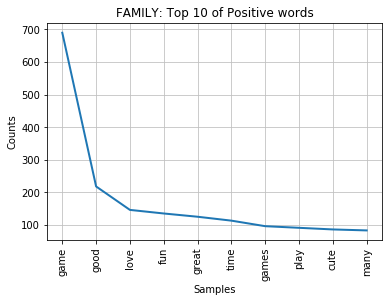 FAMILY: Top 10 of Positive words
Counts
700
600
500
400
300
200
100
game
good
love
fun
great
time
games
play
cute
many
Samples